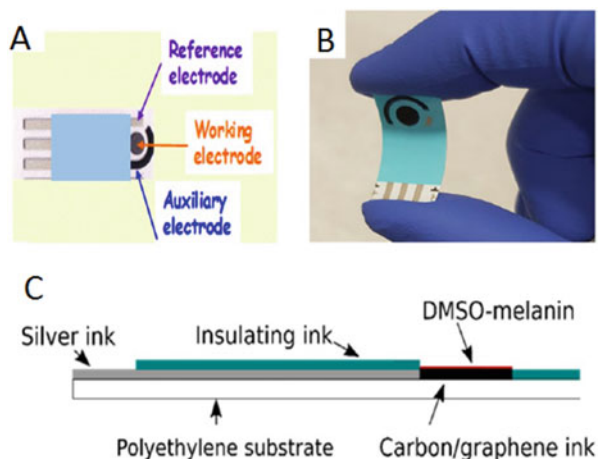 A
Reference
electrode
Working
electrode
Auxiliary
electrode
B
C
Silver ink
Insulating ink
DMSO-melanin
Polyethylene substrate
Carbon/graphene ink